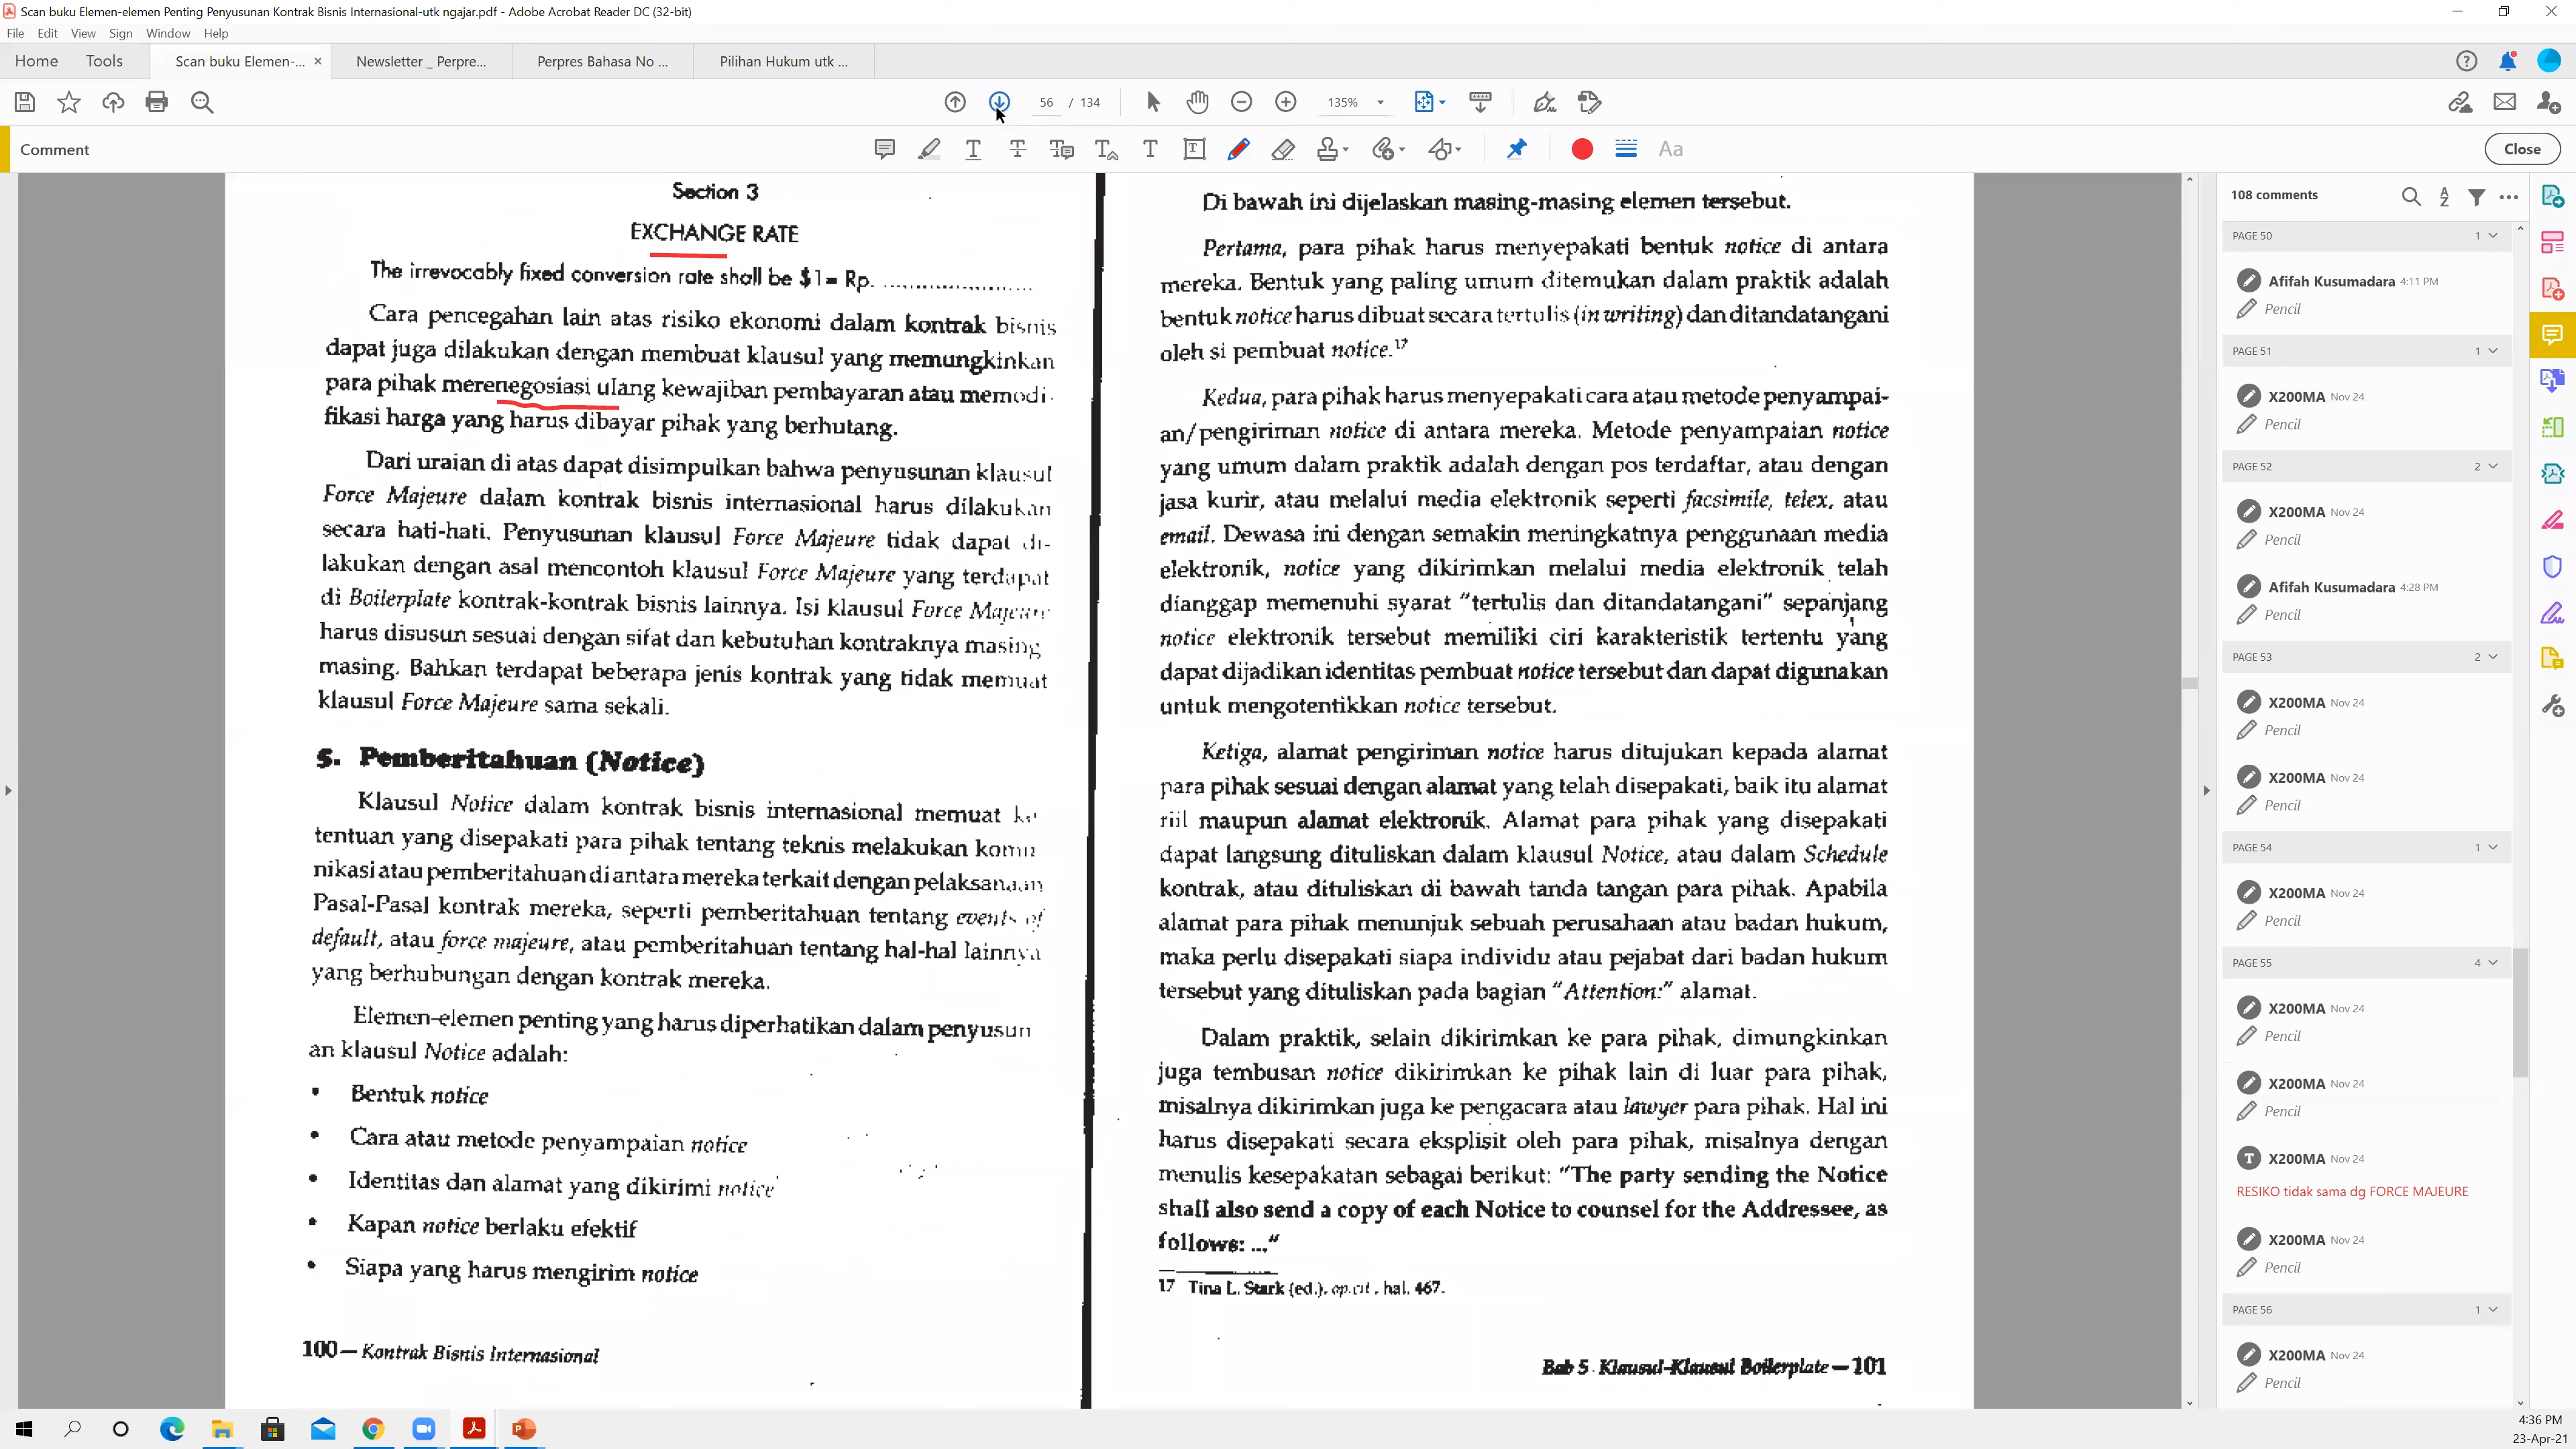 Scan buku Elemen-elemen Penting Penyusunan Kontrak Bisnis Internasional-utk ngajar.pdf - Adobe Acrobat Reader DC (32-bit)
File Edit View Sign Window Help
Home Tools Scan buku Elemen-... × Newsletter _ Perpre... Perpres Bahasa No ... Pilihan Hukum utk ...
56 / 134 135%
Comment Aa Close
Section 3
EXCHANGE RATE
The irrevocably fixed conversion rate shall be $1= Rp. ........................
Cara pencegahan lain atas risiko ekonomi dalam kontrak bisnis
dapat juga dilakukan dengan membuat klausul yang memungkinkan
para pihak merenegosiasi ulang kewajiban pembayaran atau memodi-
fikasi harga yang harus dibayar pihak yang berhutang.
Dari uraian di atas dapat disimpulkan bahwa penyusunan klausul
Force Majeure dalam kontrak bisnis internasional harus dilakukan
secara hati-hati. Penyusunan klausul Force Majeure tidak dapat di-
lakukan dengan asal mencontoh klausul Force Majeure yang terdapat
di Boilerplate kontrak-kontrak bisnis lainnya. Isi klausul Force Majeure
harus disusun sesuai dengan sifat dan kebutuhan kontraknya masing
masing. Bahkan terdapat beberapa jenis kontrak yang tidak memuat
klausul Force Majeure sama sekali.
5. Pemberitahuan (Notice)
Klausul Notice dalam kontrak bisnis internasional memuat ke
tentuan yang disepakati para pihak tentang teknis melakukan komu
nikasi atau pemberitahuan di antara mereka terkait dengan pelaksanaan
Pasal-Pasal kontrak mereka, seperti pemberitahuan tentang events of
default, atau force majeure, atau pemberitahuan tentang hal-hal lainnya
yang berhubungan dengan kontrak mereka.
Elemen-elemen penting yang harus diperhatikan dalam penyusun
an klausul Notice adalah:
• Bentuk notice
• Cara atau metode penyampaian notice
• Identitas dan alamat yang dikirimi notice
• Kapan notice berlaku efektif
• Siapa yang harus mengirim notice
100 — Kontrak Bisnis Internasional
Di bawah ini dijelaskan masing-masing elemen tersebut.
Pertama, para pihak harus menyepakati bentuk notice di antara
mereka. Bentuk yang paling umum ditemukan dalam praktik adalah
bentuk notice harus dibuat secara tertulis (in writing) dan ditandatangani
oleh si pembuat notice.17
Kedua, para pihak harus menyepakati cara atau metode penyampai-
an/pengiriman notice di antara mereka. Metode penyampaian notice
yang umum dalam praktik adalah dengan pos terdaftar, atau dengan
jasa kurir, atau melalui media elektronik seperti facsimile, telex, atau
email. Dewasa ini dengan semakin meningkatnya penggunaan media
elektronik, notice yang dikirimkan melalui media elektronik telah
dianggap memenuhi syarat "tertulis dan ditandatangani" sepanjang
notice elektronik tersebut memiliki ciri karakteristik tertentu yang
dapat dijadikan identitas pembuat notice tersebut dan dapat digunakan
untuk mengotentikkan notice tersebut.
Ketiga, alamat pengiriman notice harus ditujukan kepada alamat
para pihak sesuai dengan alamat yang telah disepakati, baik itu alamat
riil maupun alamat elektronik. Alamat para pihak yang disepakati
dapat langsung dituliskan dalam klausul Notice, atau dalam Schedule
kontrak, atau dituliskan di bawah tanda tangan para pihak. Apabila
alamat para pihak menunjuk sebuah perusahaan atau badan hukum,
maka perlu disepakati siapa individu atau pejabat dari badan hukum
tersebut yang dituliskan pada bagian "Attention:" alamat.
Dalam praktik, selain dikirimkan ke para pihak, dimungkinkan
juga tembusan notice dikirimkan ke pihak lain di luar para pihak,
misalnya dikirimkan juga ke pengacara atau lawyer para pihak. Hal ini
harus disepakati secara eksplisit oleh para pihak, misalnya dengan
menulis kesepakatan sebagai berikut: "The party sending the Notice
shall also send a copy of each Notice to counsel for the Addressee, as
follows: ..."
17 Tina L. Stark (ed.), op.cit., hal. 467.
Bab 5 Klausul-Klausul Boilerplate — 101
108 comments
PAGE 50 1
Afifah Kusumadara 4:11 PM
Pencil
PAGE 51 1
X200MA Nov 24
Pencil
PAGE 52 2
X200MA Nov 24
Pencil
Afifah Kusumadara 4:28 PM
Pencil
PAGE 53 2
X200MA Nov 24
Pencil
X200MA Nov 24
Pencil
PAGE 54 1
X200MA Nov 24
Pencil
PAGE 55 4
X200MA Nov 24
Pencil
X200MA Nov 24
Pencil
X200MA Nov 24
RESIKO tidak sama dg FORCE MAJEURE
X200MA Nov 24
Pencil
PAGE 56 1
X200MA Nov 24
Pencil
4:36 PM
23-Apr-21